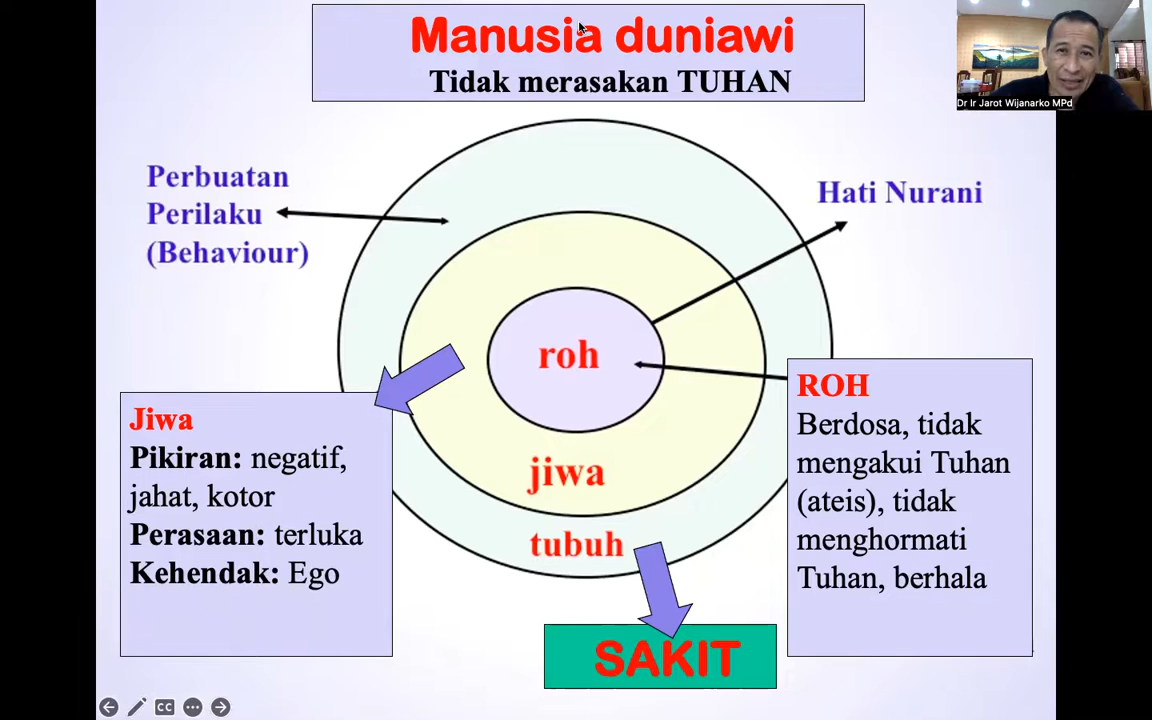 Manusia duniawi
Tidak merasakan TUHAN
Dr Ir Jarot Wijanarko MPd
Perbuatan
Perilaku
(Behaviour)
Hati Nurani
roh
jiwa
tubuh
Jiwa
Pikiran: negatif,
jahat, kotor
Perasaan: terluka
Kehendak: Ego
ROH
Berdosa, tidak
mengakui Tuhan
(ateis), tidak
menghormati
Tuhan, berhala
SAKIT
CC